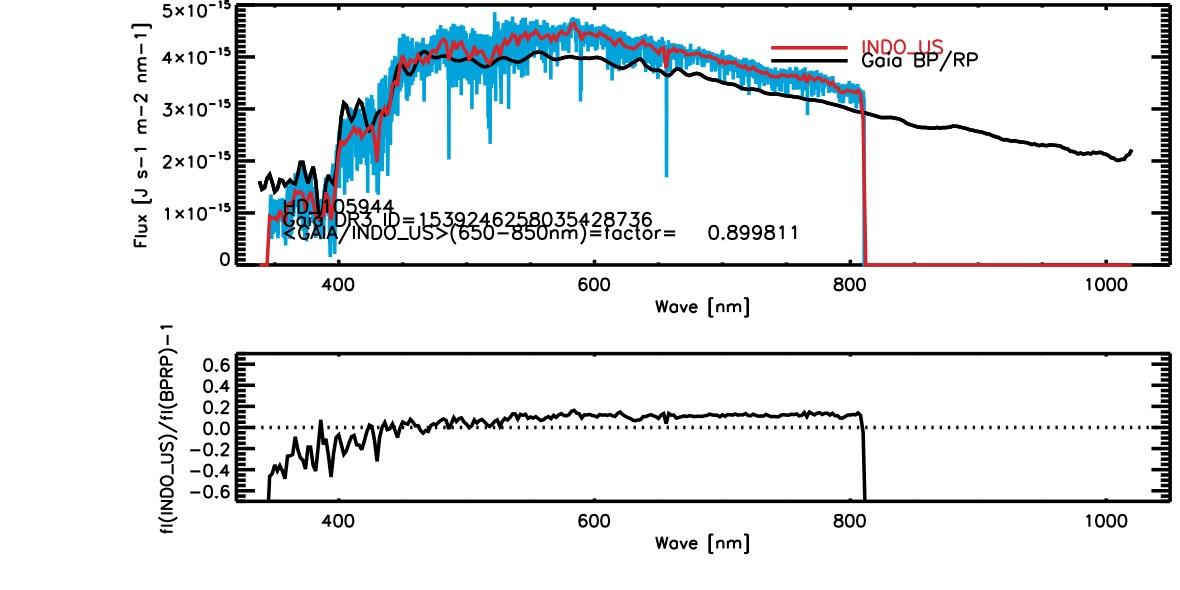 5×10−15
4×10−15
3×10−15
2×10−15
1×10−15
0
Flux [J s−1 m−2 nm−1]
INDO_US
Gaia BP/RP
HD_105944
Gaia DR3 ID=1539246258035428736
<GAIA/INDO_US>(650−850nm)=factor= 0.899811
400 600 800 1000
Wave [nm]
fl(INDO_US)/fl(BPRP)−1
0.6
0.4
0.2
0.0
−0.2
−0.4
−0.6
400 600 800 1000
Wave [nm]